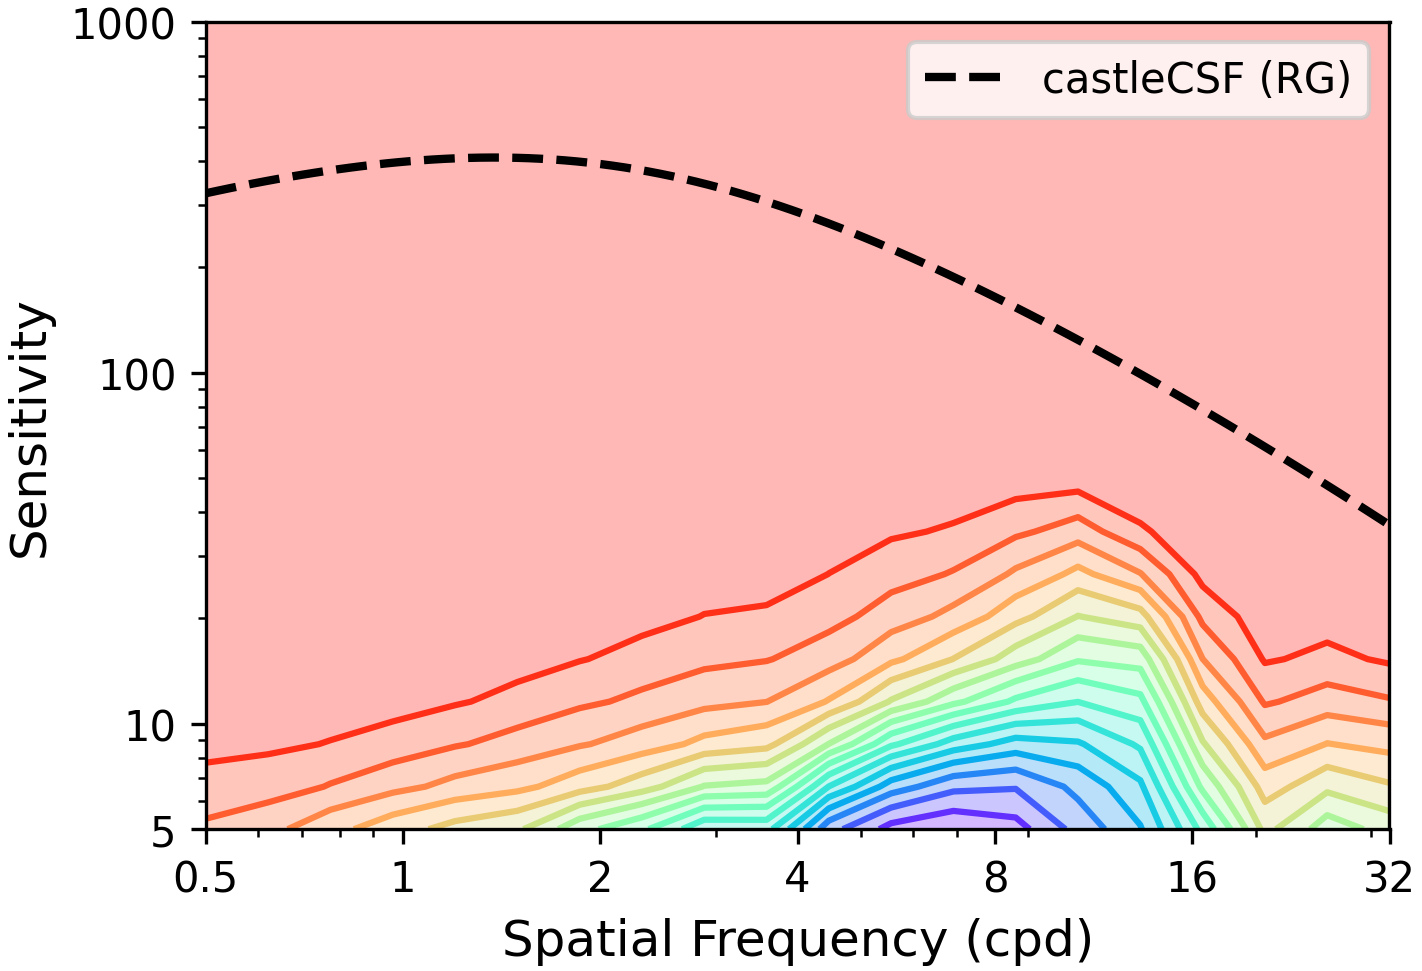 1000
castleCSF (RG)
100
Sensitivity
10
5
0.5 1 2 4 8 16 32
Spatial Frequency (cpd)